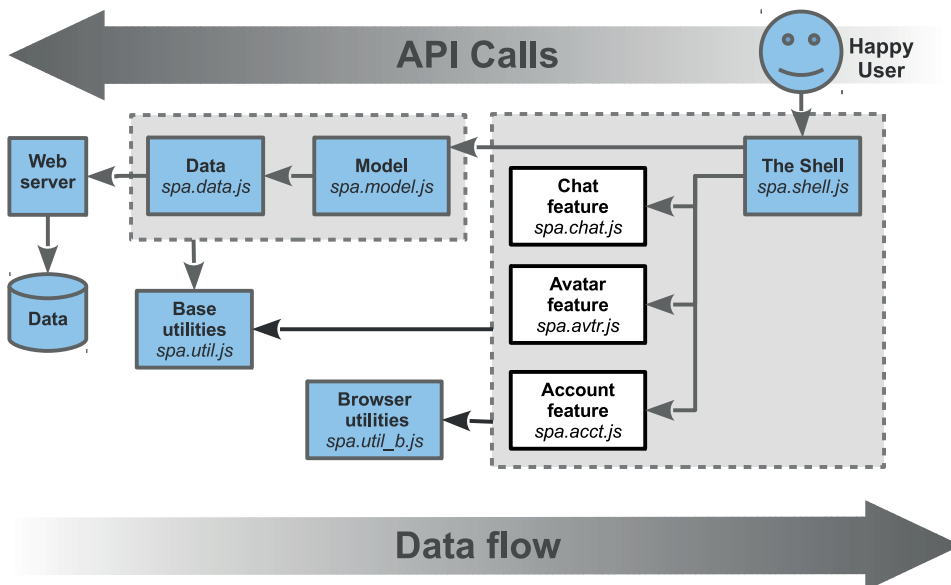 API Calls
Happy
User
Web
server
Data
spa.data.js
Model
spa.model.js
The Shell
spa.shell.js
Chat
feature
spa.chat.js
Avatar
feature
spa.avtr.js
Data
Base
utilities
spa.util.js
Browser
utilities
spa.util_b.js
Account
feature
spa.acct.js
Data flow